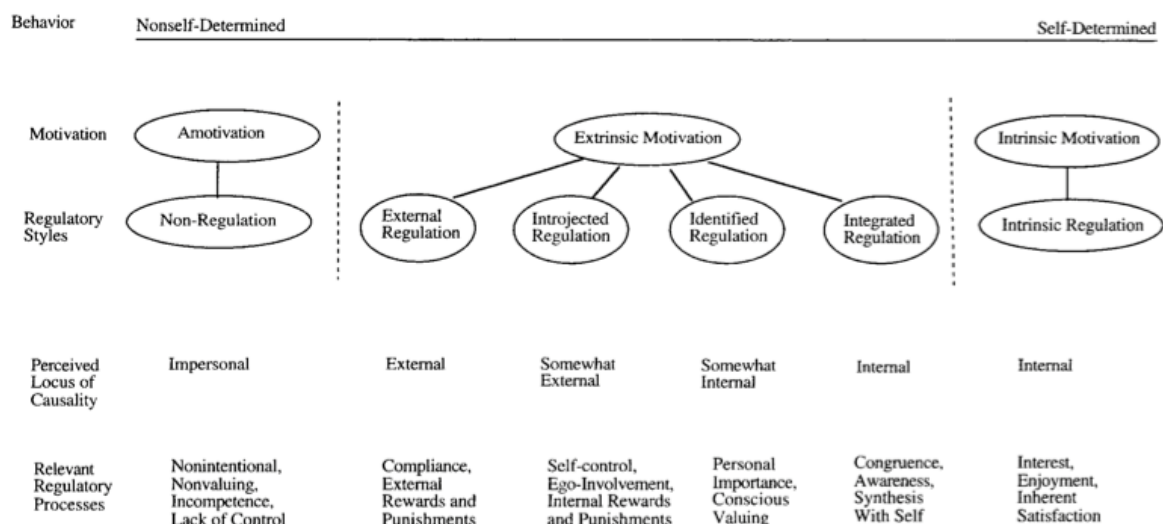 Behavior
Nonself-Determined
Self-Determined
Motivation
Amotivation
Extrinsic Motivation
Intrinsic Motivation
Regulatory
Styles
Non-Regulation
External
Regulation
Introjected
Regulation
Identified
Regulation
Integrated
Regulation
Intrinsic Regulation
Perceived
Locus of
Causality
Impersonal
External
Somewhat
External
Somewhat
Internal
Internal
Internal
Relevant
Regulatory
Processes
Nonintentional,
Nonvaluing,
Incompetence,
Lack of Control
Compliance,
External
Rewards and
Punishments
Self-control,
Ego-Involvement,
Internal Rewards
and Punishments
Personal
Importance,
Conscious
Valuing
Congruence,
Awareness,
Synthesis
With Self
Interest,
Enjoyment,
Inherent
Satisfaction